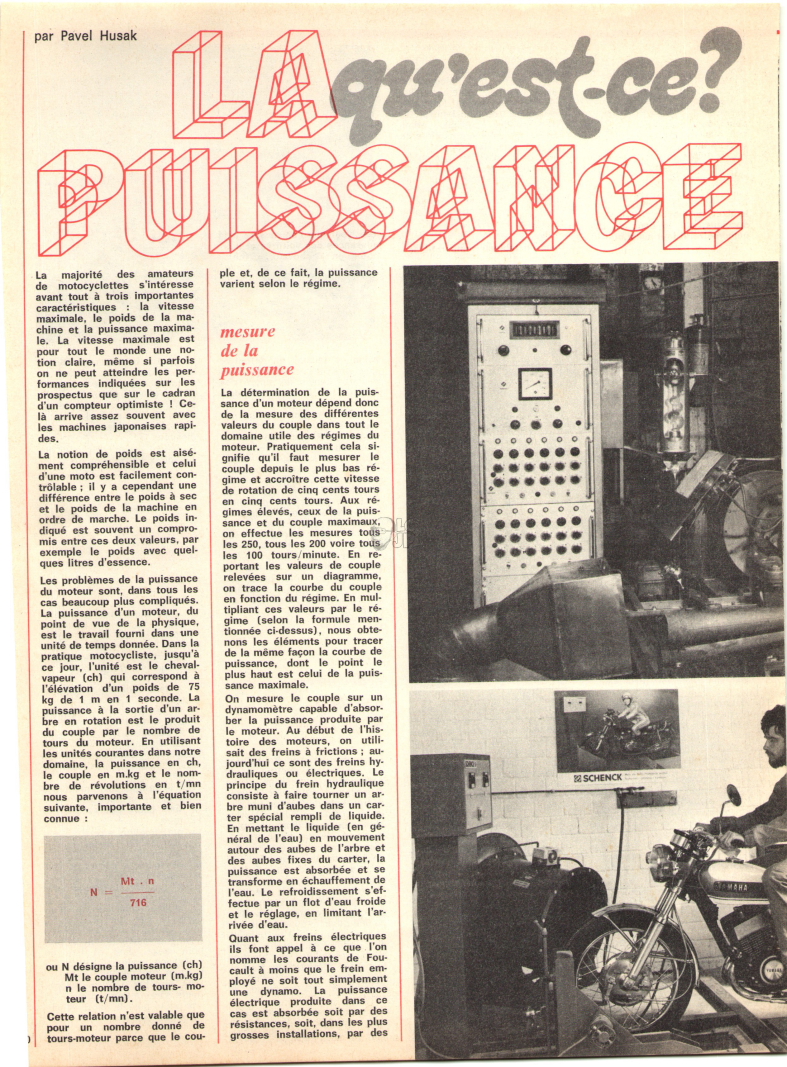 par Pavel Husak
LA qu'est-ce?
PUISSANCE
La majorité des amateurs
de motocyclettes s'intéresse
avant tout à trois importantes
caractéristiques : la vitesse
maximale, le poids de la ma-
chine et la puissance maxima-
le. La vitesse maximale est
pour tout le monde une no-
tion claire, même si parfois
on ne peut atteindre les per-
formances indiquées sur les
prospectus que sur le cadran
d'un compteur optimiste ! Ce-
là arrive assez souvent avec
les machines japonaises rapi-
des.
La notion de poids est aisé-
ment compréhensible et celui
d'une moto est facilement con-
trôlable ; il y a cependant une
différence entre le poids à sec
et le poids de la machine en
ordre de marche. Le poids in-
diqué est souvent un compro-
mis entre ces deux valeurs, par
exemple le poids avec quel-
ques litres d'essence.
Les problèmes de la puissance
du moteur sont, dans tous les
cas beaucoup plus compliqués.
La puissance d'un moteur, du
point de vue de la physique,
est le travail fourni dans une
unité de temps donnée. Dans la
pratique motocycliste, jusqu'à
ce jour, l'unité est le cheval-
vapeur (ch) qui correspond à
l'élévation d'un poids de 75
kg de 1 m en 1 seconde. La
puissance à la sortie d'un ar-
bre en rotation est le produit
du couple par le nombre de
tours du moteur. En utilisant
les unités courantes dans notre
domaine, la puissance en ch,
le couple en m.kg et le nom-
bre de révolutions en t/mn
nous parvenons à l'équation
suivante, importante et bien
connue :
N = Mt . n
716
ou N désigne la puissance (ch)
Mt le couple moteur (m.kg)
n le nombre de tours- mo-
teur (t/mn).
Cette relation n'est valable que
pour un nombre donné de
tours-moteur parce que le cou-
ple et, de ce fait, la puissance
varient selon le régime.
mesure
de la
puissance
La détermination de la puis-
sance d'un moteur dépend donc
de la mesure des différentes
valeurs du couple dans tout le
domaine utile des régimes du
moteur. Pratiquement cela si-
gnifie qu'il faut mesurer le
couple depuis le plus bas ré-
gime et accroître cette vitesse
de rotation de cinq cents tours
en cinq cents tours. Aux ré-
gimes élevés, ceux de la puis-
sance et du couple maximaux,
on effectue les mesures tous
les 250, tous les 200 voire tous
les 100 tours/minute. En re-
portant les valeurs de couple
relevées sur un diagramme,
on trace la courbe du couple
en fonction du régime. En mul-
tipliant ces valeurs par le ré-
gime (selon la formule men-
tionnée ci-dessus), nous obte-
nons les éléments pour tracer
de la même façon la courbe de
puissance, dont le point le
plus haut est celui de la puis-
sance maximale.
On mesure le couple sur un
dynamomètre capable d'absor-
ber la puissance produite par
le moteur. Au début de l'his-
toire des moteurs, on utili-
sait des freins à frictions ; au-
jourd'hui ce sont des freins hy-
drauliques ou électriques. Le
principe du frein hydraulique
consiste à faire tourner un ar-
bre muni d'aubes dans un car-
ter spécial rempli de liquide.
En mettant le liquide (en gé-
néral de l'eau) en mouvement
autour des aubes de l'arbre et
des aubes fixes du carter, la
puissance est absorbée et se
transforme en échauffement de
l'eau. Le refroidissement s'ef-
fectue par un flot d'eau froide
et le réglage, en limitant l'ar-
rivée d'eau.
Quant aux freins électriques
ils font appel à ce que l'on
nomme les courants de Fou-
cault à moins que le frein em-
ployé ne soit tout simplement
une dynamo. La puissance
électrique produite dans ce
cas est absorbée soit par des
résistances, soit, dans les plus
grosses installations, par des
SCHENCK
YAMAHA